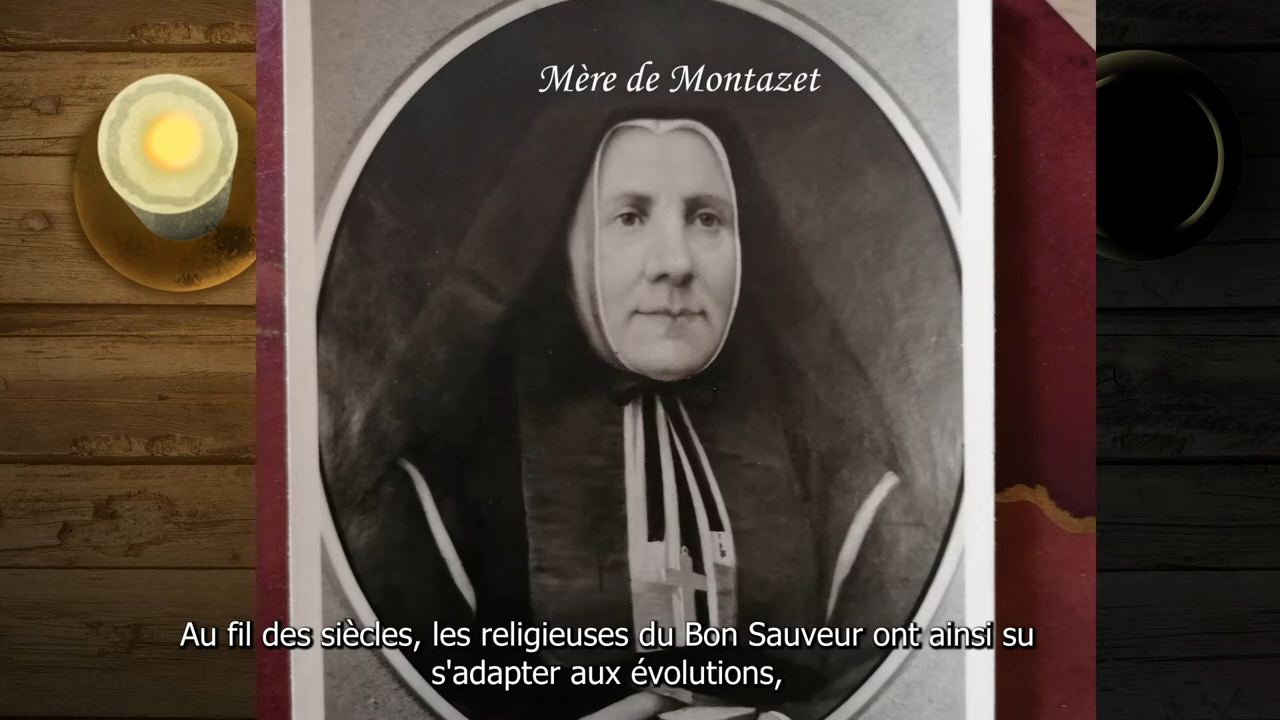 Mère de Montazet
Au fil des siècles, les religieuses du Bon Sauveur ont ainsi su
s'adapter aux évolutions,